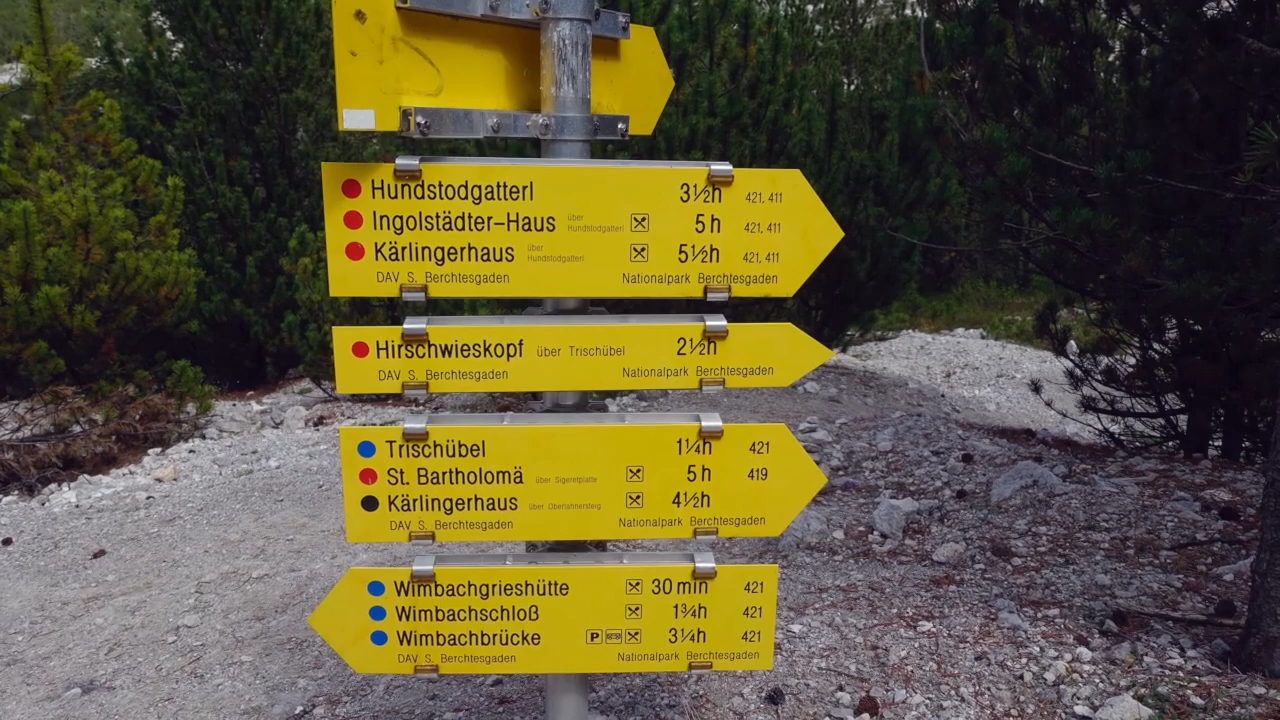 Hundstodgatterl 3½h 421, 411
Ingolstädter-Haus über Hundstodgatterl 5 h 421, 411
Kärlingerhaus über Hundstodgatterl 5½h 421, 411
DAV S. Berchtesgaden Nationalpark Berchtesgaden
Hirschwieskopf über Trischübel 2½h
DAV S. Berchtesgaden Nationalpark Berchtesgaden
Trischübel 1¼h 421
St. Bartholomä über Sigeretplatte 5 h 419
Kärlingerhaus über Oberlahnersteig 4½h
DAV S. Berchtesgaden Nationalpark Berchtesgaden
Wimbachgrieshütte 30 min 421
Wimbachschloß 1¾h 421
Wimbachbrücke P 3¼h 421
DAV S. Berchtesgaden Nationalpark Berchtesgaden